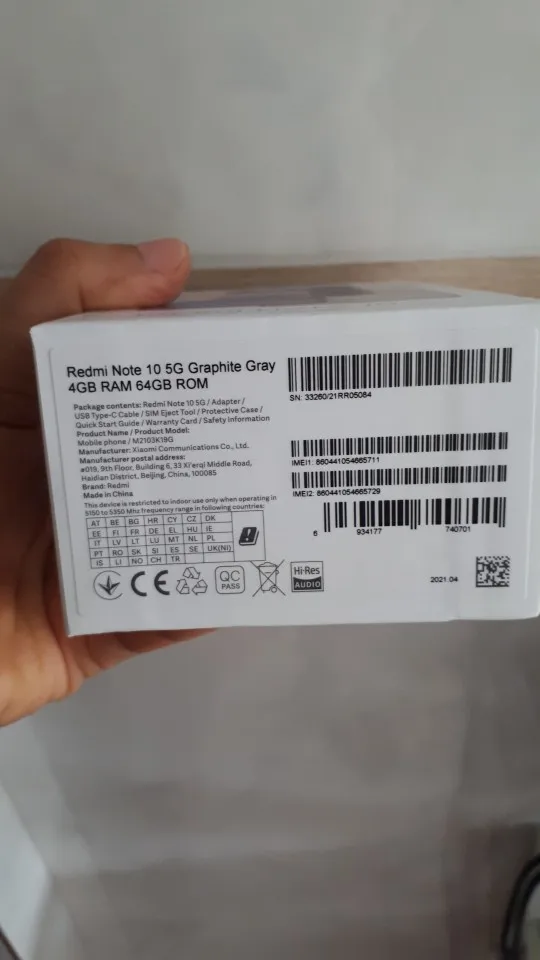 Redmi Note 10 5G Graphite Gray
4GB RAM 64GB ROM
Package contents: Redmi Note 10 5G / Adapter /
USB Type-C Cable / SIM Eject Tool / Protective Case /
Quick Start Guide / Warranty Card / Safety Information
Product Name / Product Model:
Mobile phone / M2103K19G
Manufacturer: Xiaomi Communications Co., Ltd.
Manufacturer postal address:
#019, 9th Floor, Building 6, 33 Xi'erqi Middle Road,
Haidian District, Beijing, China, 100085
Brand: Redmi
Made in China
This device is restricted to indoor use only when operating in
5150 to 5350 Mhz frequency range in following countries:
AT BE BG HR CY CZ DK
EE FI FR DE EL HU IE
IT LV LT LU MT NL PL
PT RO SK SI ES SE UK(NI)
IS LI NO CH TR
CE
QC
PASS
Hi-Res
AUDIO
SN: 33260/21RR05084
IMEI1: 860441054665711
IMEI2: 860441054665729
6 934177 740701
2021.04